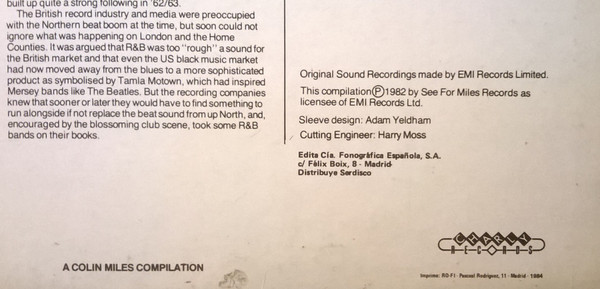 built up quite a strong following in '62/63.
The British record industry and media were preoccupied
with the Northern beat boom at the time, but soon could not
ignore what was happening on London and the Home
Counties. It was argued that R&B was too "rough" a sound for
the British market and that even the US black music market
had now moved away from the blues to a more sophisticated
product as symbolised by Tamla Motown, which had inspired
Mersey bands like The Beatles. But the recording companies
knew that sooner or later they would have to find something to
run alongside if not replace the beat sound from up North, and,
encouraged by the blossoming club scene, took some R&B
bands on their books.
A COLIN MILES COMPILATION
Original Sound Recordings made by EMI Records Limited.
This compilation Ⓟ 1982 by See For Miles Records as
licensee of EMI Records Ltd.
Sleeve design: Adam Yeldham
Cutting Engineer: Harry Moss
Edita Cía. Fonográfica Española, S.A.
c/ Félix Boix, 8 - Madrid
Distribuye Serdisco
CHARLY
RECORDS
Imprime: RD-FI - Pascual Rodríguez, 11 - Madrid - 1984